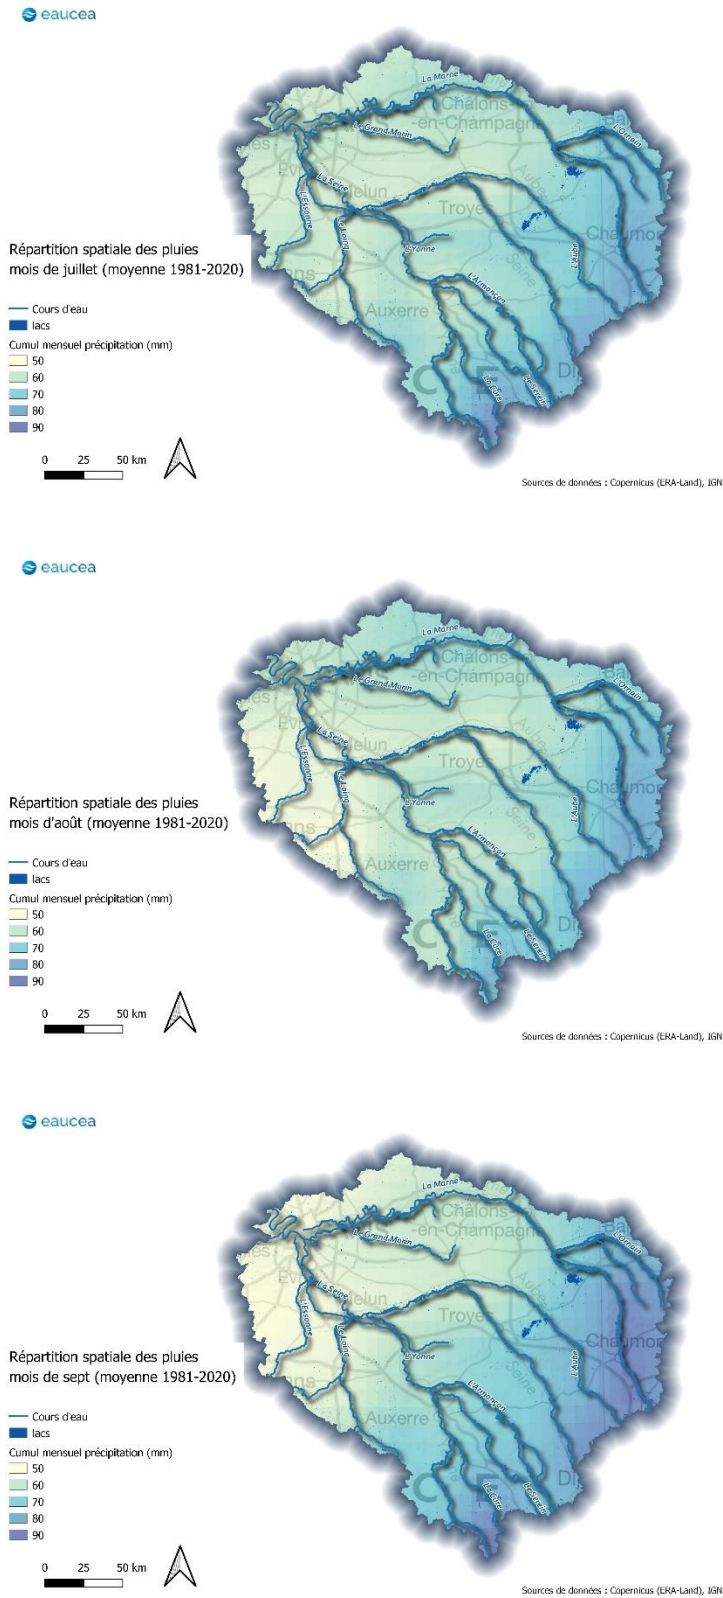 eaucea
La Marne
Châlons-
-en-Champagne
Le Grand Morin
L'Ornain
La Seine
L'Essonne
Le Loing
Troyes
Chaumon
L'Yonne
L'Aube
L'Armançon
Auxerre
La Cure
Le Serein
Répartition spatiale des pluies
mois de juillet (moyenne 1981-2020)
Cours d'eau
lacs
Cumul mensuel précipitation (mm)
50
60
70
80
90
0 25 50 km
Sources de données : Copernicus (ERA-Land), IGN
eaucea
La Marne
Châlons-
-en-Champagne
Le Grand Morin
L'Ornain
La Seine
L'Essonne
Le Loing
Troyes
Chaumon
L'Yonne
Seine
L'Aube
L'Armançon
Auxerre
La Cure
Le Serein
Répartition spatiale des pluies
mois d'août (moyenne 1981-2020)
Cours d'eau
lacs
Cumul mensuel précipitation (mm)
50
60
70
80
90
0 25 50 km
Sources de données : Copernicus (ERA-Land), IGN
eaucea
La Marne
Châlons-
-en-Champagne
Le Grand Morin
L'Ornain
La Seine
L'Essonne
Le Loing
Troyes
Chaumon
L'Yonne
Seine
L'Aube
L'Armançon
Auxerre
La Cure
Le Serein
Répartition spatiale des pluies
mois de sept (moyenne 1981-2020)
Cours d'eau
lacs
Cumul mensuel précipitation (mm)
50
60
70
80
90
0 25 50 km
Sources de données : Copernicus (ERA-Land), IGN